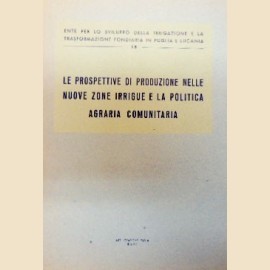 ENTE PER LO SVILUPPO DELLA IRRIGAZIONE E LA
TRASFORMAZIONE FONDIARIA IN PUGLIA E LUCANIA
LE PROSPETTIVE DI PRODUZIONE NELLE
NUOVE ZONE IRRIGUE E LA POLITICA
AGRARIA COMUNITARIA